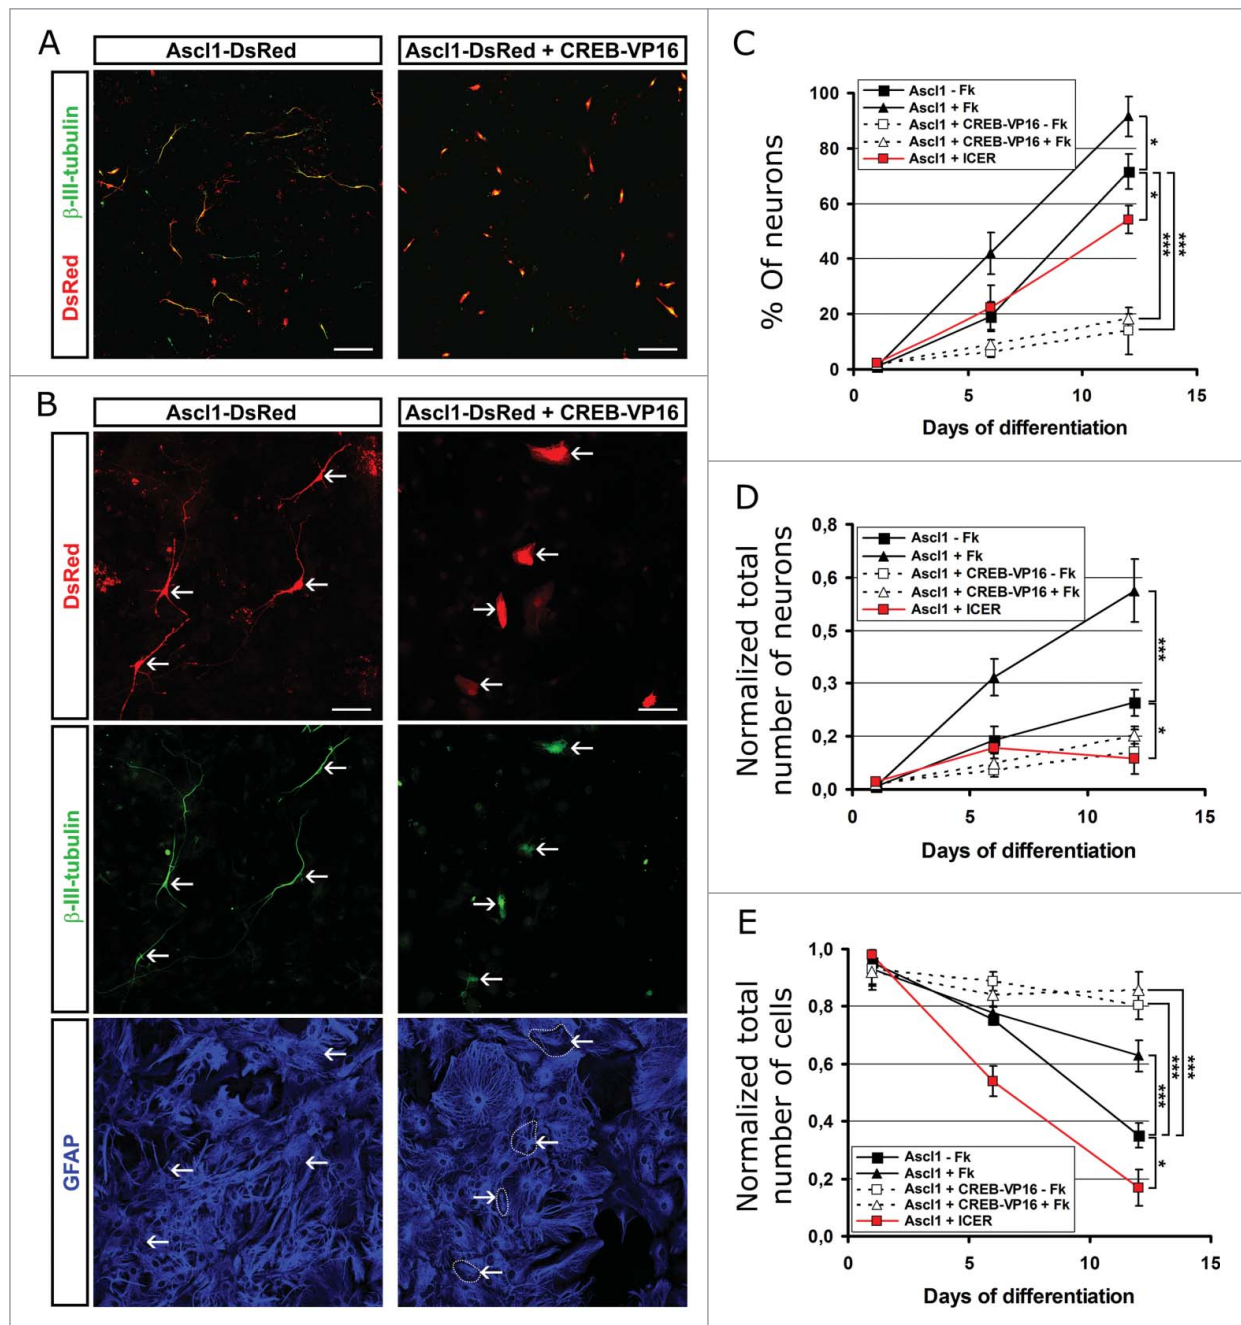 A
Ascl1-DsRed
Ascl1-DsRed + CREB-VP16
DsRed β-III-tubulin
B
Ascl1-DsRed
Ascl1-DsRed + CREB-VP16
DsRed
β-III-tubulin
GFAP
C
% Of neurons
100
80
60
40
20
0
Ascl1 - Fk
Ascl1 + Fk
Ascl1 + CREB-VP16 - Fk
Ascl1 + CREB-VP16 + Fk
Ascl1 + ICER
*
*
***
***
0 5 10 15
Days of differentiation
D
Normalized total
number of neurons
0,8
0,6
0,5
0,3
0,2
0,0
Ascl1 - Fk
Ascl1 + Fk
Ascl1 + CREB-VP16 - Fk
Ascl1 + CREB-VP16 + Fk
Ascl1 + ICER
***
*
0 5 10 15
Days of differentiation
E
Normalized total
number of cells
1,0
0,8
0,6
0,4
0,2
0,0
Ascl1 - Fk
Ascl1 + Fk
Ascl1 + CREB-VP16 - Fk
Ascl1 + CREB-VP16 + Fk
Ascl1 + ICER
***
***
***
*
0 5 10 15
Days of differentiation